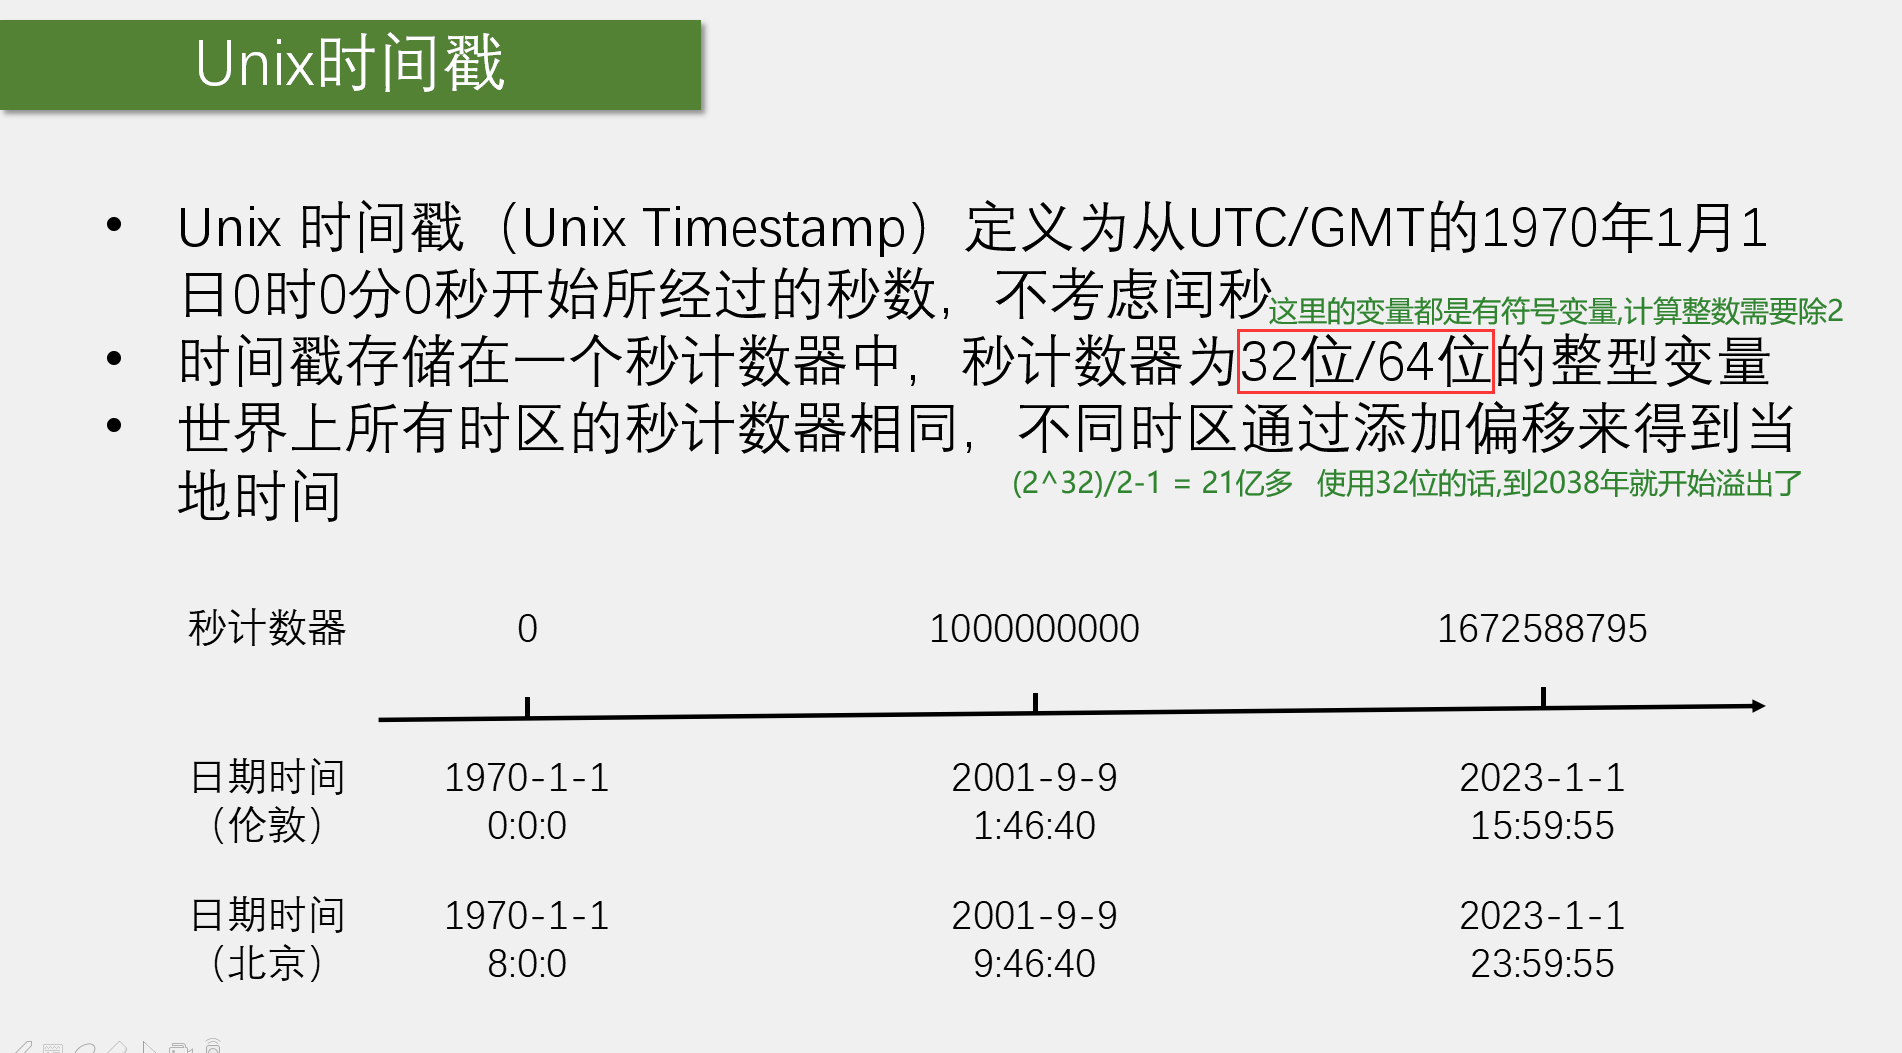 Unix时间戳
• Unix 时间戳（Unix Timestamp）定义为从UTC/GMT的1970年1月1
日0时0分0秒开始所经过的秒数，不考虑闰秒
这里的变量都是有符号变量,计算整数需要除2
• 时间戳存储在一个秒计数器中，秒计数器为32位/64位的整型变量
• 世界上所有时区的秒计数器相同，不同时区通过添加偏移来得到当
地时间
(2^32)/2-1 = 21亿多 使用32位的话,到2038年就开始溢出了
秒计数器 0 1000000000 1672588795
日期时间 1970-1-1 2001-9-9 2023-1-1
（伦敦） 0:0:0 1:46:40 15:59:55
日期时间 1970-1-1 2001-9-9 2023-1-1
（北京） 8:0:0 9:46:40 23:59:55